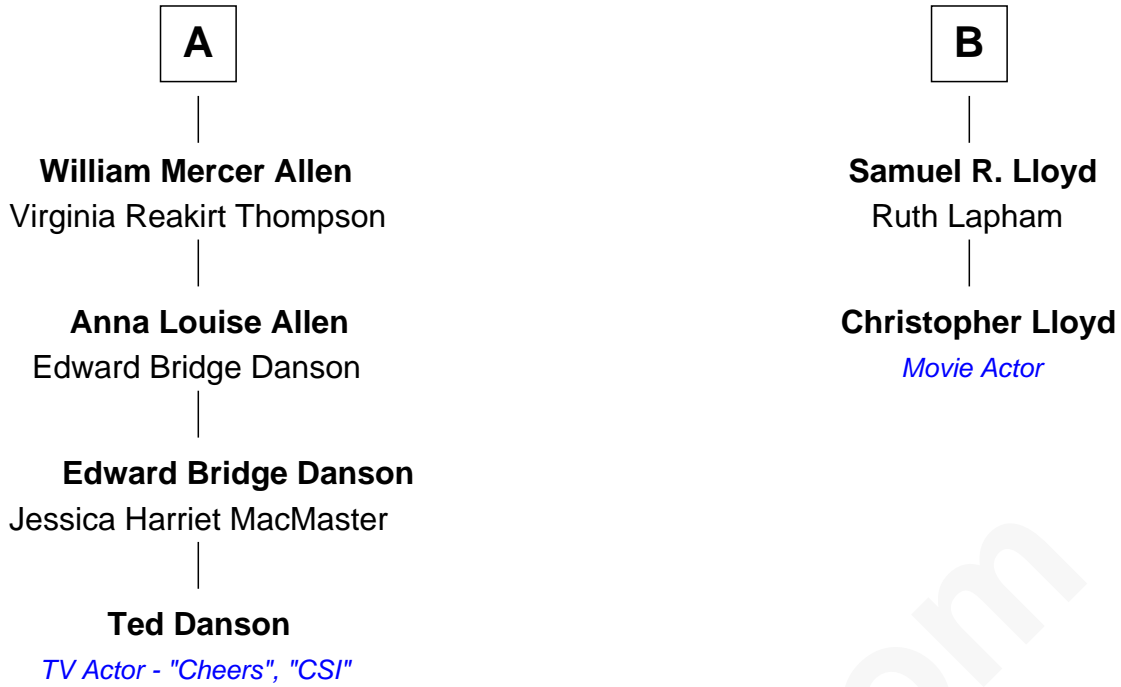 A
William Mercer Allen
Virginia Reakirt Thompson
Anna Louise Allen
Edward Bridge Danson
Edward Bridge Danson
Jessica Harriet MacMaster
Ted Danson
TV Actor - "Cheers", "CSI"
B
Samuel R. Lloyd
Ruth Lapham
Christopher Lloyd
Movie Actor
om